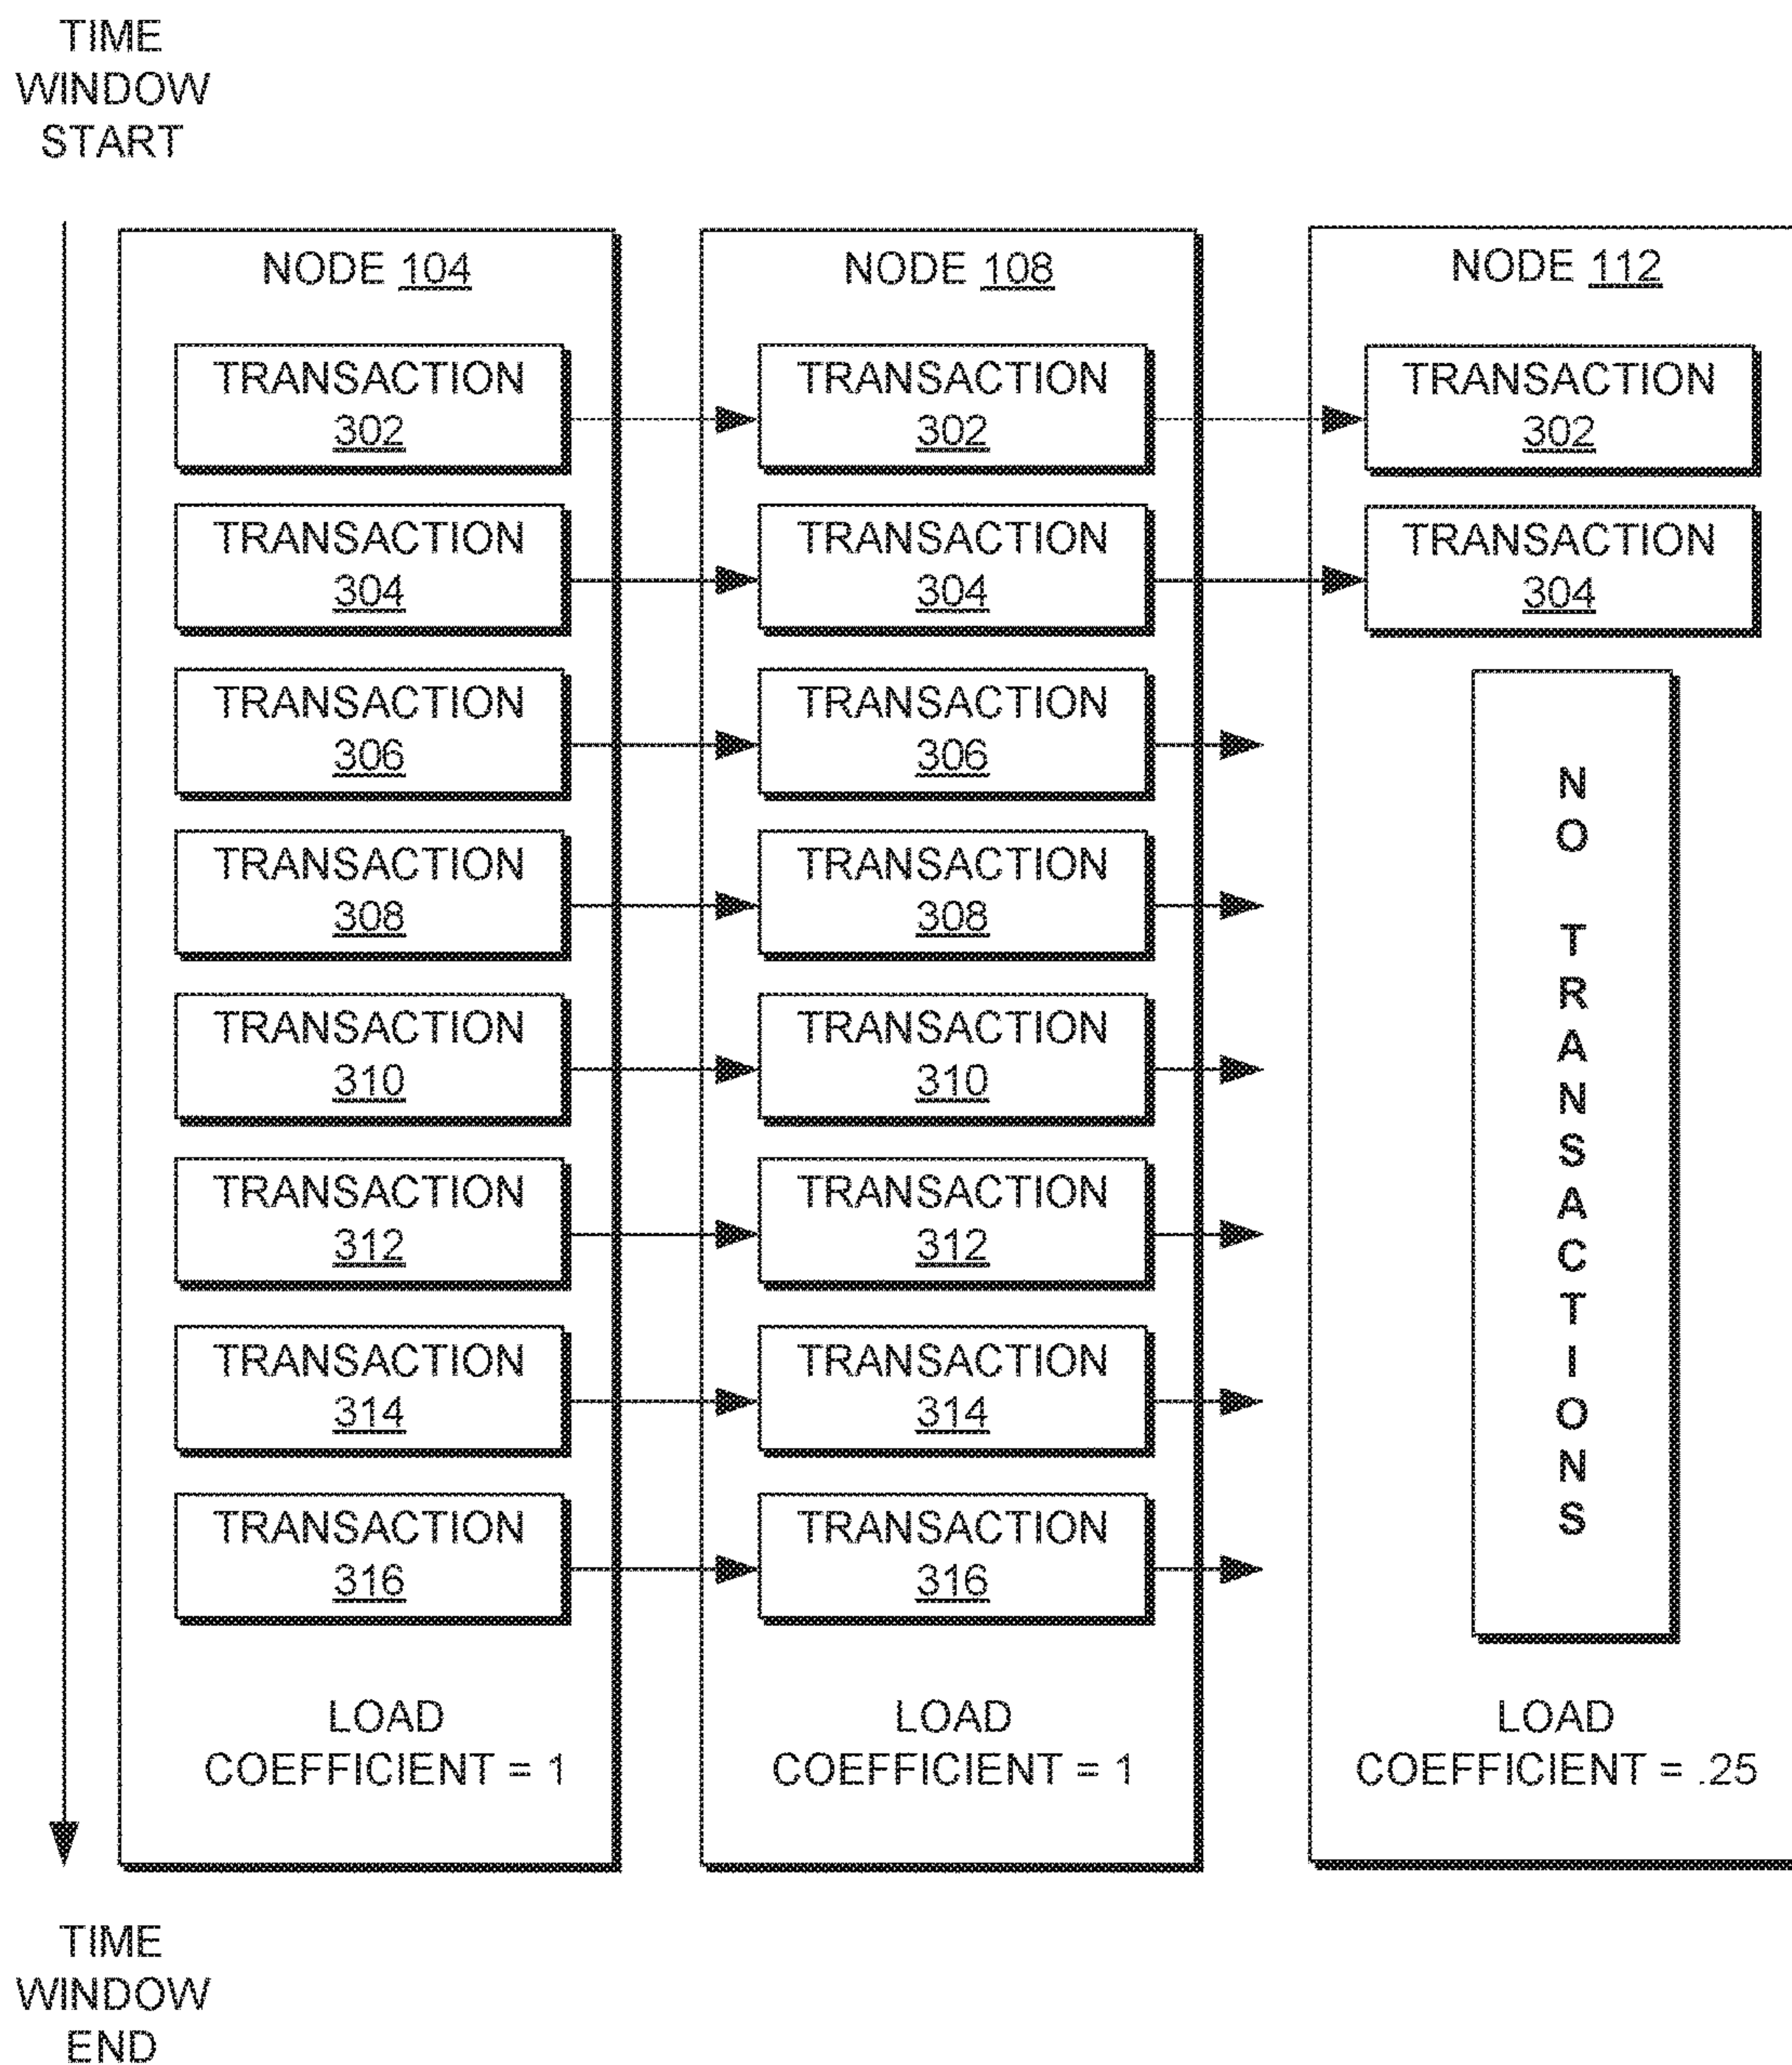 TIME
WINDOW
START
NODE 104
TRANSACTION
302
TRANSACTION
304
TRANSACTION
306
TRANSACTION
308
TRANSACTION
310
TRANSACTION
312
TRANSACTION
314
TRANSACTION
316
LOAD
COEFFICIENT = 1
NODE 108
TRANSACTION
302
TRANSACTION
304
TRANSACTION
306
TRANSACTION
308
TRANSACTION
310
TRANSACTION
312
TRANSACTION
314
TRANSACTION
316
LOAD
COEFFICIENT = 1
NODE 112
TRANSACTION
302
TRANSACTION
304
NO TRANSACTIONS
LOAD
COEFFICIENT = .25
TIME
WINDOW
END